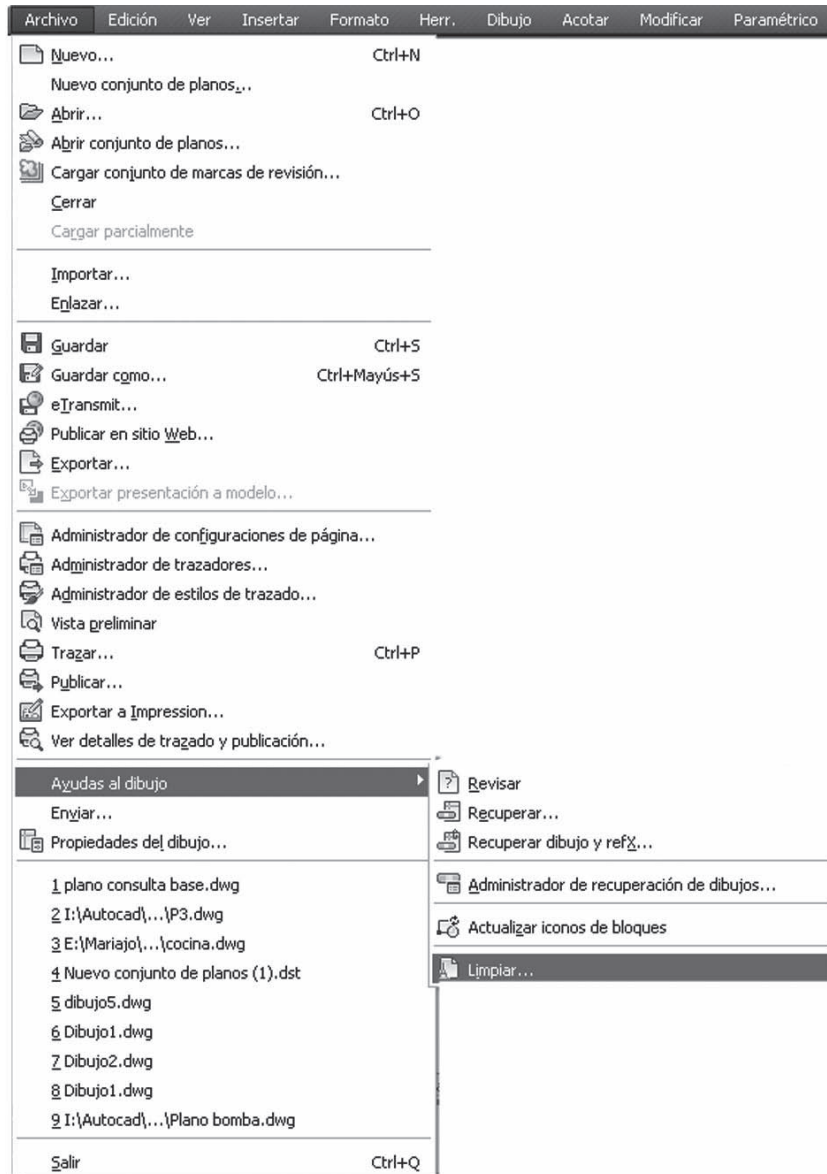 Archivo Edición Ver Insertar Formato Herr. Dibujo Acotar Modificar Paramétrico
Nuevo... Ctrl+N
Nuevo conjunto de planos...
Abrir... Ctrl+O
Abrir conjunto de planos...
Cargar conjunto de marcas de revisión...
Cerrar
Cargar parcialmente
Importar...
Enlazar...
Guardar Ctrl+S
Guardar como... Ctrl+Mayús+S
eTransmit...
Publicar en sitio Web...
Exportar...
Exportar presentación a modelo...
Administrador de configuraciones de página...
Administrador de trazadores...
Administrador de estilos de trazado...
Vista preliminar
Trazar... Ctrl+P
Publicar...
Exportar a Impression...
Ver detalles de trazado y publicación...
Ayudas al dibujo
Enviar...
Propiedades del dibujo...
1 plano consulta base.dwg
2 I:\Autocad\...\P3.dwg
3 E:\Mariajo\...\cocina.dwg
4 Nuevo conjunto de planos (1).dst
5 dibujo5.dwg
6 Dibujo1.dwg
7 Dibujo2.dwg
8 Dibujo1.dwg
9 I:\Autocad\...\Plano bomba.dwg
Salir Ctrl+Q
Revisar
Recuperar...
Recuperar dibujo y refX...
Administrador de recuperación de dibujos...
Actualizar iconos de bloques
Limpiar...